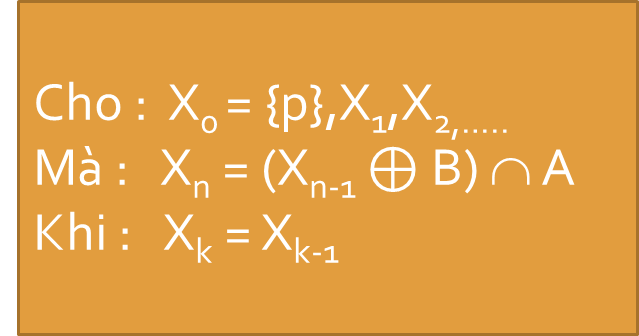 Cho : X₀ = {p},X₁,X₂,.....
Mà : Xₙ = (Xₙ₋₁ ⊕ B) ∩ A
Khi : Xₖ = Xₖ₋₁